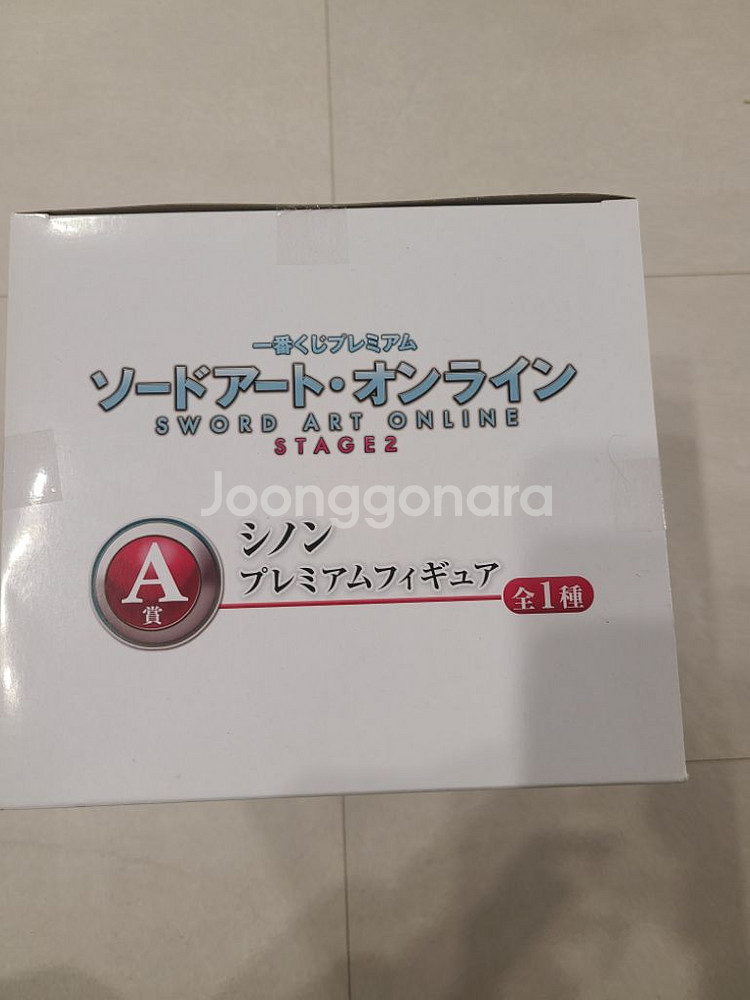 一番くじプレミアム
ソードアート・オンライン
SWORD ART ONLINE
STAGE2
Joonggonara
A賞
シノン
プレミアムフィギュア
全1種